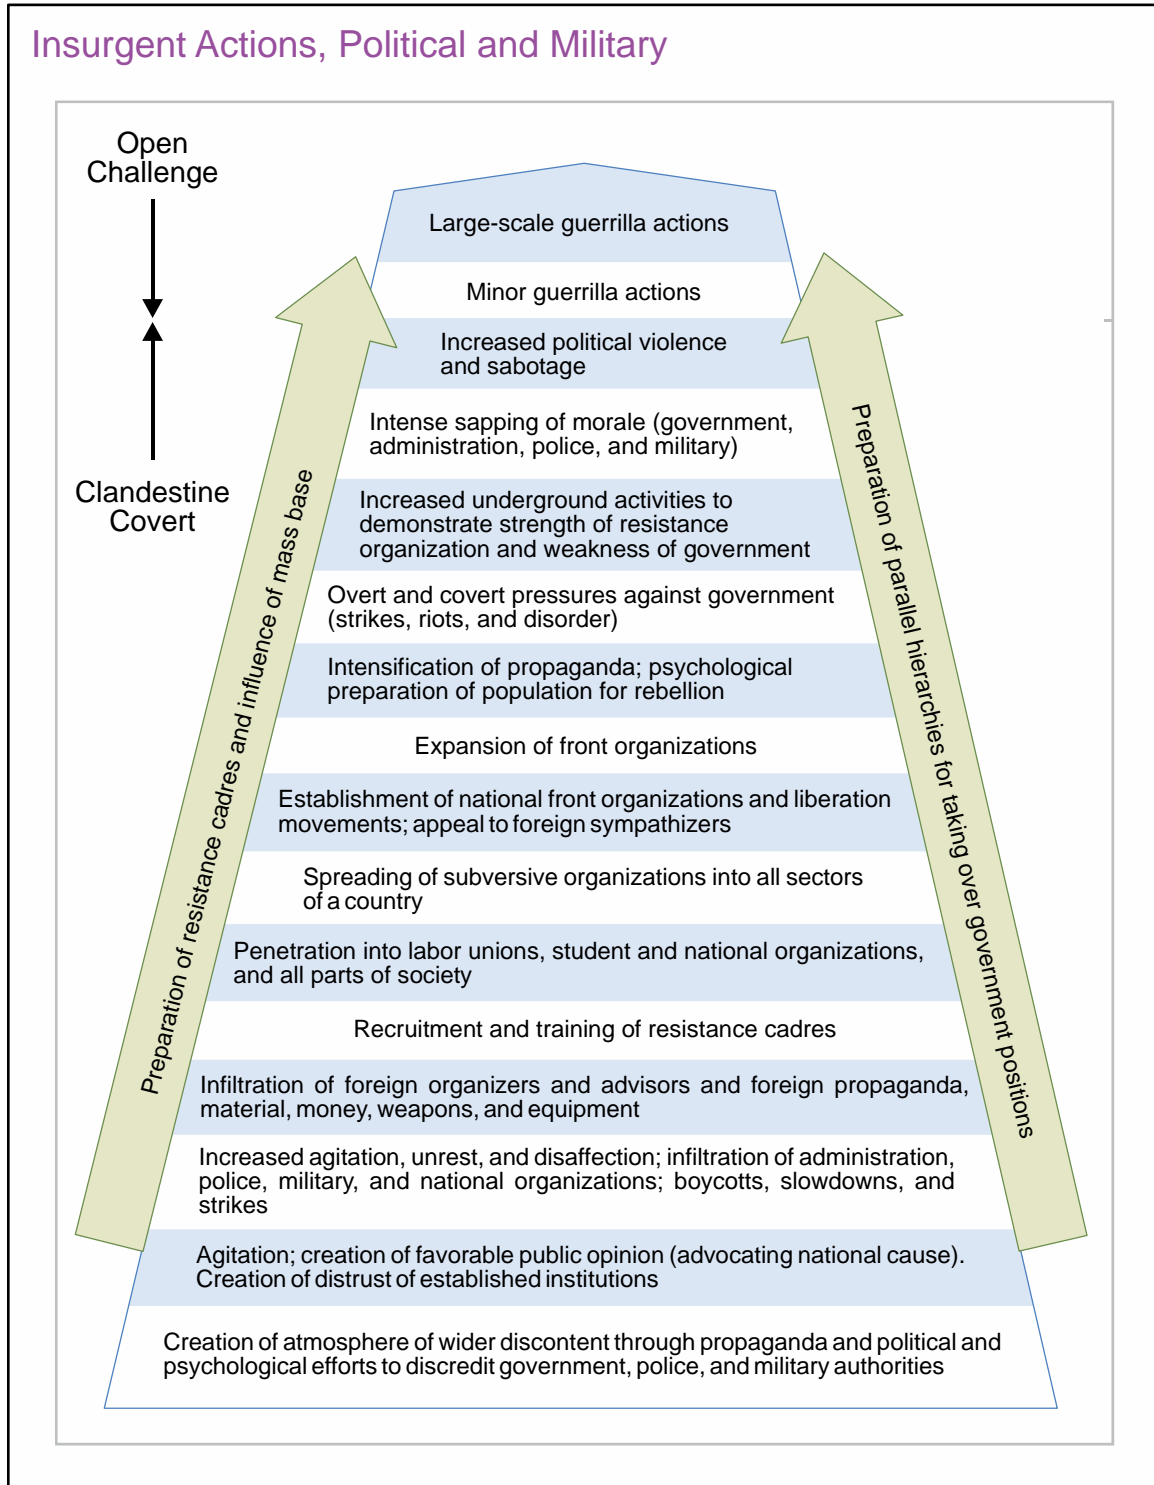 Insurgent Actions, Political and Military
Open
Challenge
Clandestine
Covert
Large-scale guerrilla actions
Minor guerrilla actions
Increased political violence
and sabotage
Intense sapping of morale (government,
administration, police, and military)
Increased underground activities to
demonstrate strength of resistance
organization and weakness of government
Overt and covert pressures against government
(strikes, riots, and disorder)
Intensification of propaganda; psychological
preparation of population for rebellion
Expansion of front organizations
Establishment of national front organizations and liberation
movements; appeal to foreign sympathizers
Spreading of subversive organizations into all sectors
of a country
Penetration into labor unions, student and national organizations,
and all parts of society
Recruitment and training of resistance cadres
Infiltration of foreign organizers and advisors and foreign propaganda,
material, money, weapons, and equipment
Increased agitation, unrest, and disaffection; infiltration of administration,
police, military, and national organizations; boycotts, slowdowns, and
strikes
Agitation; creation of favorable public opinion (advocating national cause).
Creation of distrust of established institutions
Creation of atmosphere of wider discontent through propaganda and political and
psychological efforts to discredit government, police, and military authorities
Preparation of resistance cadres and influence of mass base
Preparation of parallel hierarchies for taking over government positions